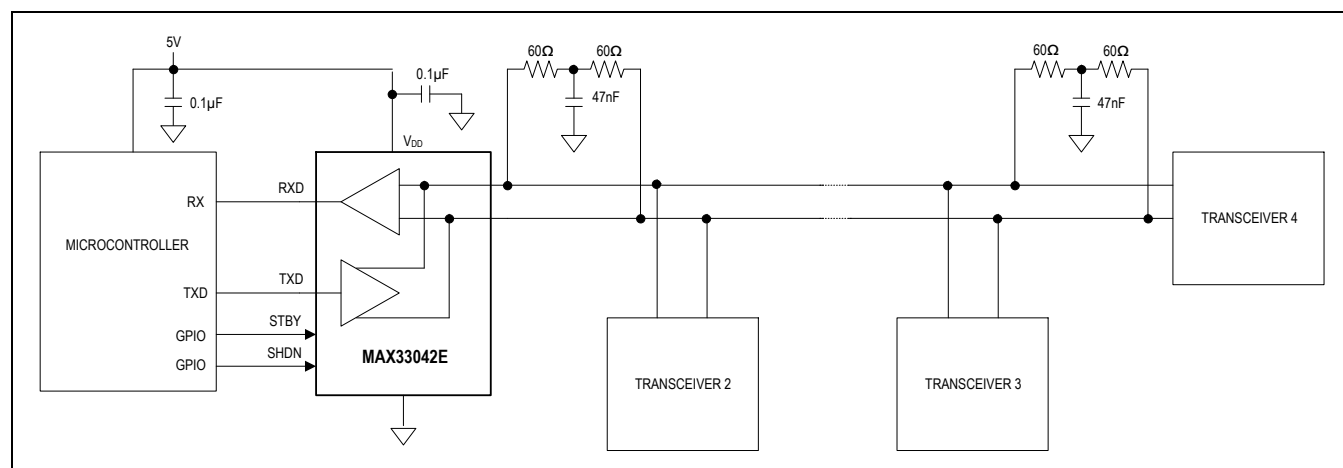 5V
60Ω 60Ω
60Ω 60Ω
0.1µF
0.1µF
47nF
47nF
VDD
RXD
RX
MICROCONTROLLER
TRANSCEIVER 4
TXD
TXD
STBY
GPIO
SHDN
GPIO
MAX33042E
TRANSCEIVER 2
TRANSCEIVER 3